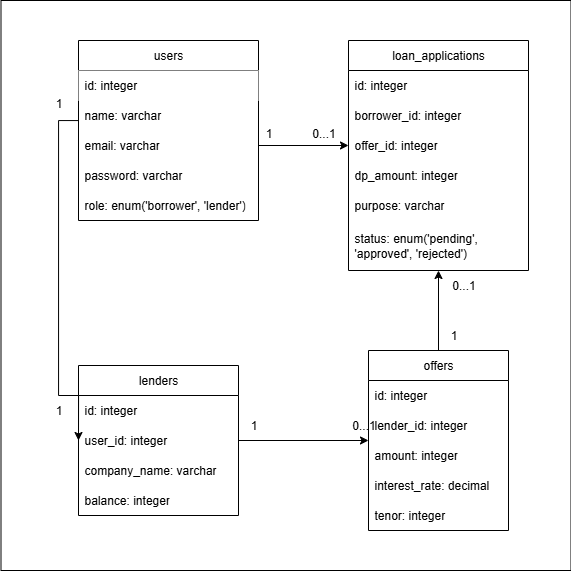 users
id: integer
name: varchar
email: varchar
password: varchar
role: enum('borrower', 'lender')
loan_applications
id: integer
borrower_id: integer
offer_id: integer
dp_amount: integer
purpose: varchar
status: enum('pending',
'approved', 'rejected')
1
1
0...1
0...1
1
lenders
id: integer
user_id: integer
company_name: varchar
balance: integer
1
1
0...1
offers
id: integer
lender_id: integer
amount: integer
interest_rate: decimal
tenor: integer